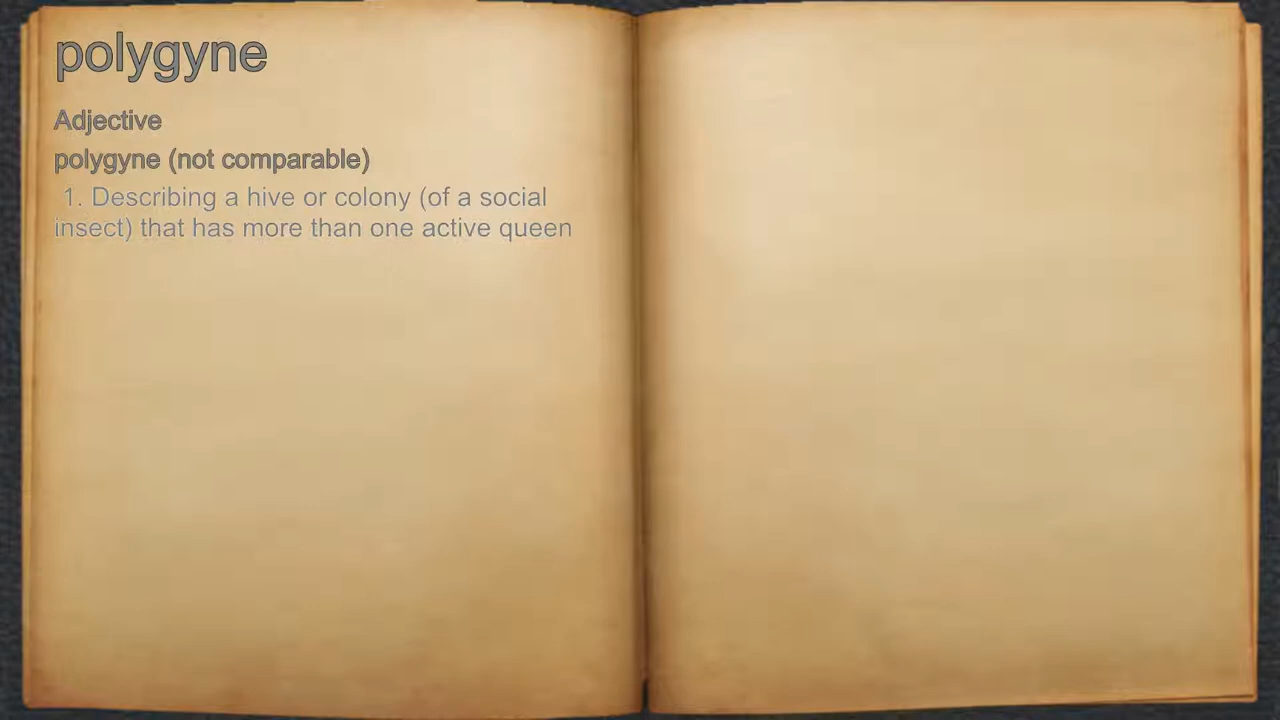 polygyne
Adjective
polygyne (not comparable)
1. Describing a hive or colony (of a social
insect) that has more than one active queen